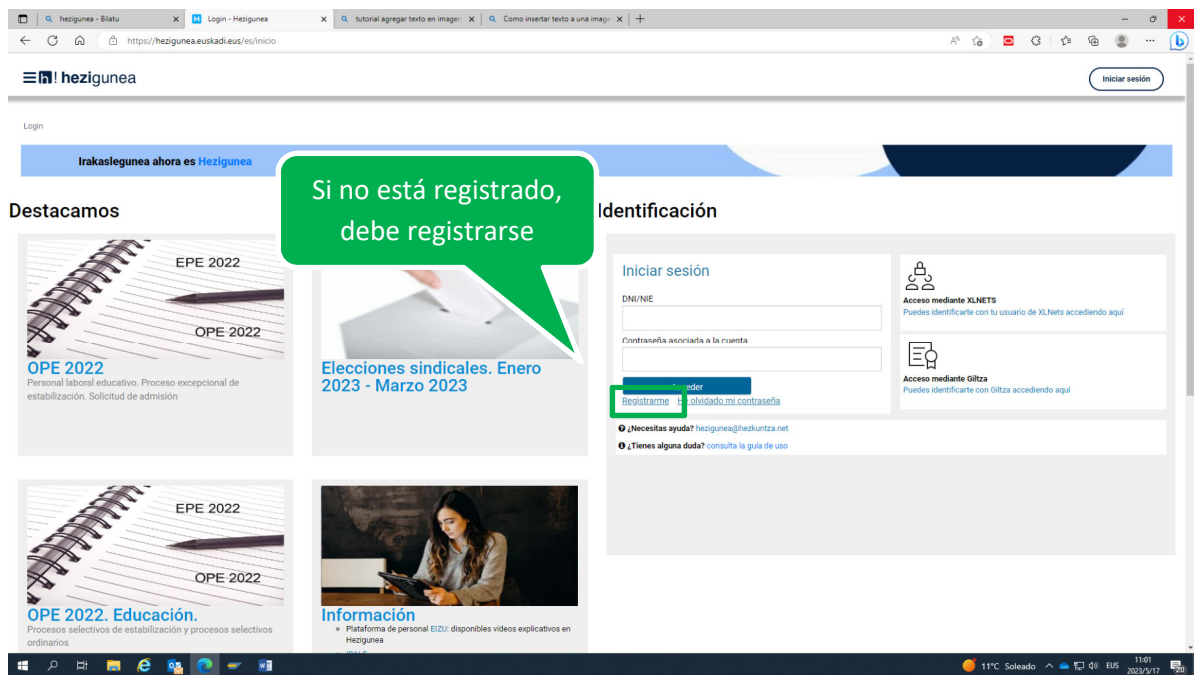 hezigunea - Bilatu
Login - Hezigunea
tutorial agregar texto en imagen
Como insertar texto a una image
https://hezigunea.euskadi.eus/es/inicio
h! hezigunea
Iniciar sesión
Login
Irakaslegunea ahora es Hezigunea
Si no está registrado,
debe registrarse
Destacamos
EPE 2022
OPE 2022
OPE 2022
Personal laboral educativo. Proceso excepcional de
estabilización. Solicitud de admisión
Elecciones sindicales. Enero
2023 - Marzo 2023
EPE 2022
OPE 2022
OPE 2022. Educación.
Procesos selectivos de estabilización y procesos selectivos
ordinarios
Información
Plataforma de personal EIZU: disponibles vídeos explicativos en
Hezigunea
Identificación
Iniciar sesión
DNI/NIE
Contraseña asociada a la cuenta
Acceder
Registrarme He olvidado mi contraseña
Acceso mediante XLNETS
Puedes identificarte con tu usuario de XLNets accediendo aquí
Acceso mediante Giltza
Puedes identificarte con Giltza accediendo aquí
¿Necesitas ayuda? hezigunea@hezkuntza.net
¿Tienes alguna duda? consulta la guía de uso
11°C Soleado
EUS
11:01
2023/5/17
20